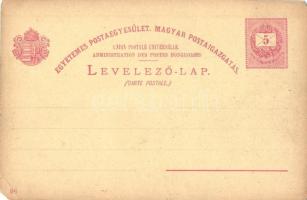 EGYETEMES POSTAEGYESÜLET. MAGYAR POSTAIGAZGATÁS.
UNION POSTALE UNIVERSELLE.
ADMINISTRATION DES POSTES HONGROISES
LEVELEZŐ-LAP.
(CARTE POSTALE.)
5